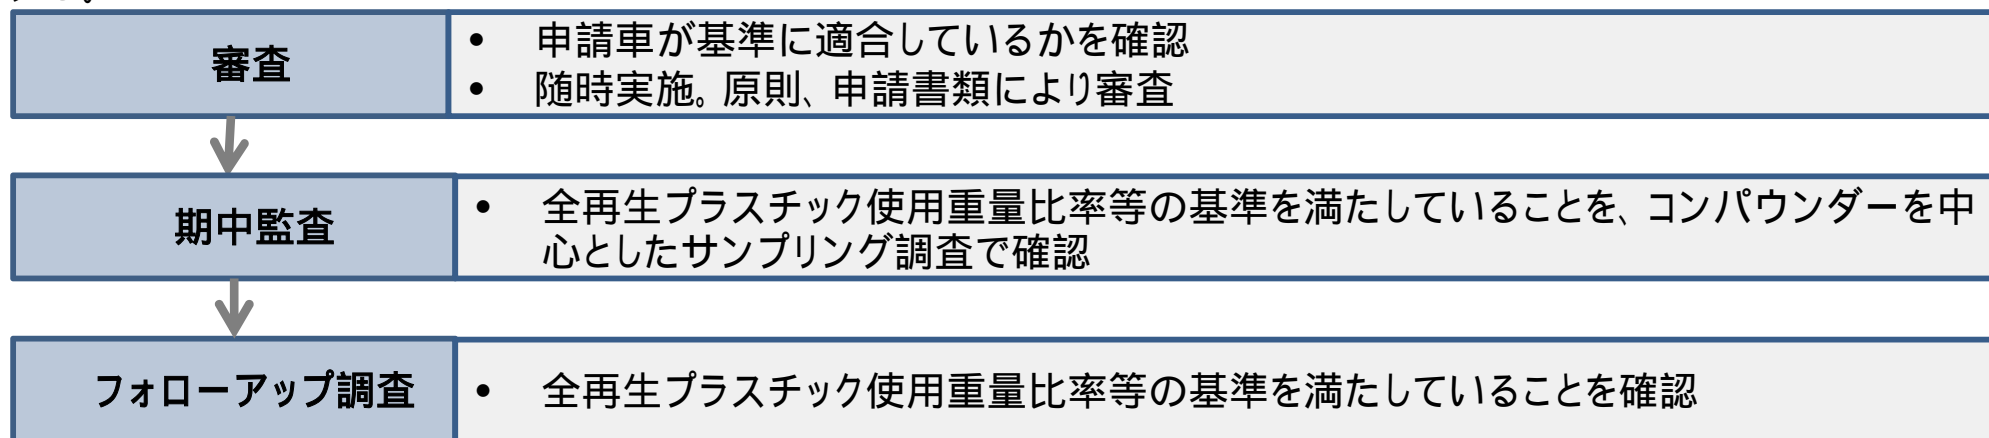 審査
• 申請車が基準に適合しているかを確認
• 随時実施。原則、申請書類により審査
期中監査
• 全再生プラスチック使用重量比率等の基準を満たしていることを、コンパウンダーを中
心としたサンプリング調査で確認
フォローアップ調査
• 全再生プラスチック使用重量比率等の基準を満たしていることを確認